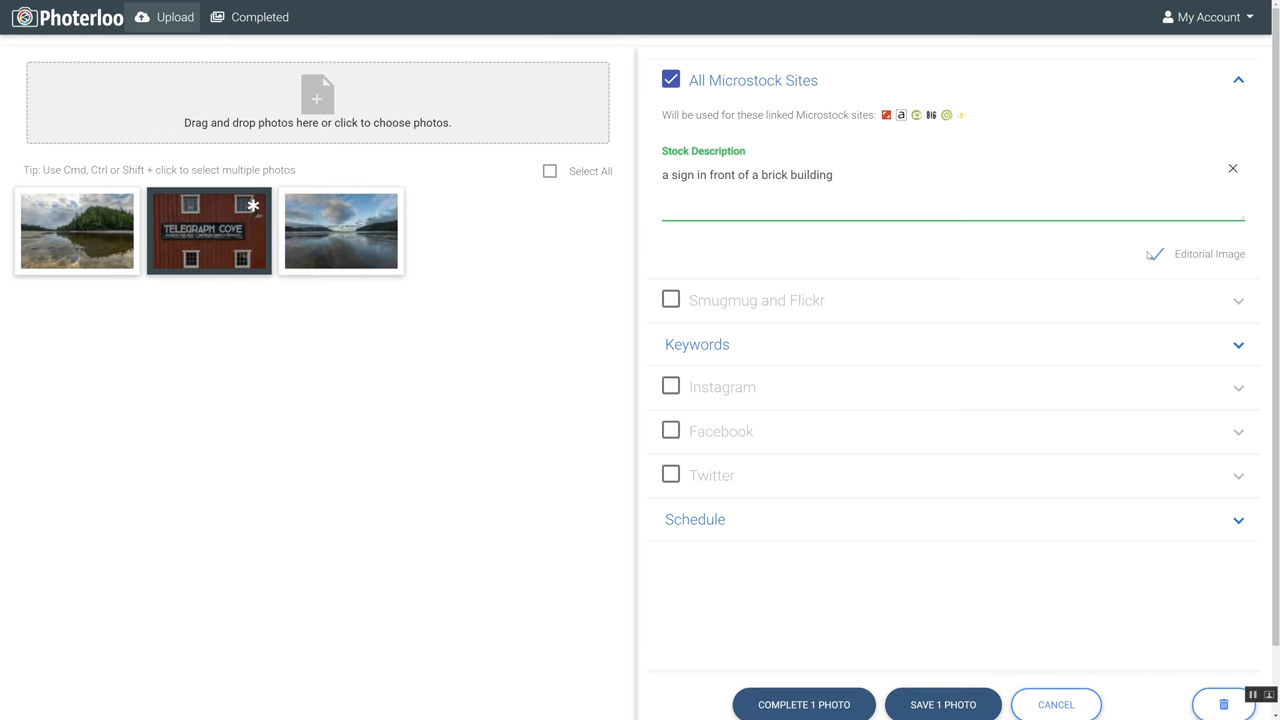 Photerloo
Upload
Completed
My Account
Drag and drop photos here or click to choose photos.
Tip: Use Cmd, Ctrl or Shift + click to select multiple photos
Select All
TELEGRAPH COVE
All Microstock Sites
Will be used for these linked Microstock sites: a BIG
Stock Description
a sign in front of a brick building
Editorial Image
Smugmug and Flickr
Keywords
Instagram
Facebook
Twitter
Schedule
COMPLETE 1 PHOTO
SAVE 1 PHOTO
CANCEL